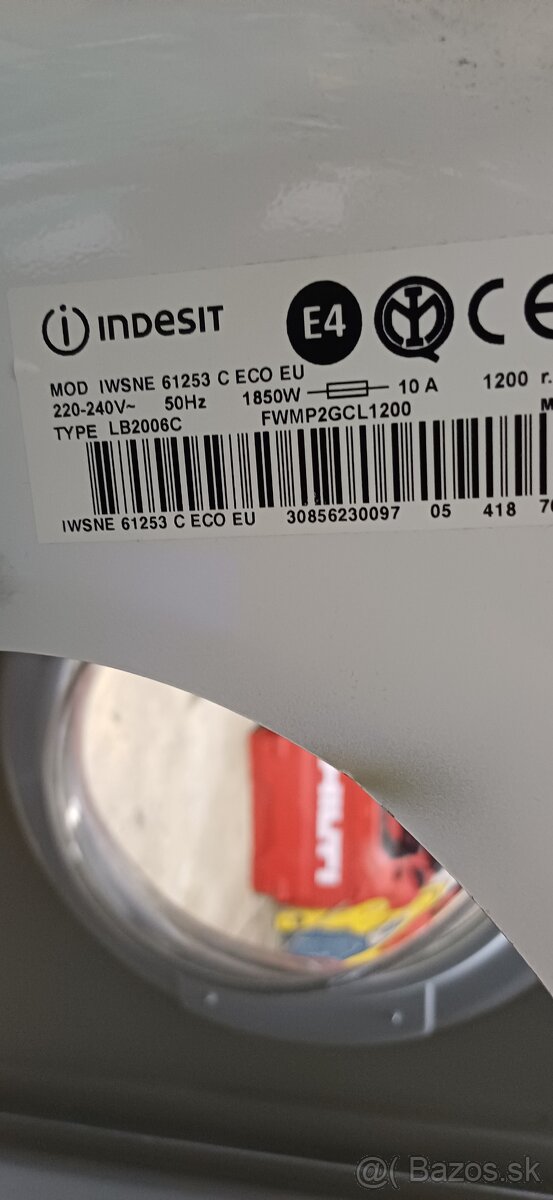 INDESIT E4
MOD IWSNE 61253 C ECO EU
220-240V~ 50Hz 1850W 10 A 1200 r.
TYPE LB2006C FWMP2GCL1200 M
IWSNE 61253 C ECO EU 30856230097 05 418
HILTI
@( Bazos.sk